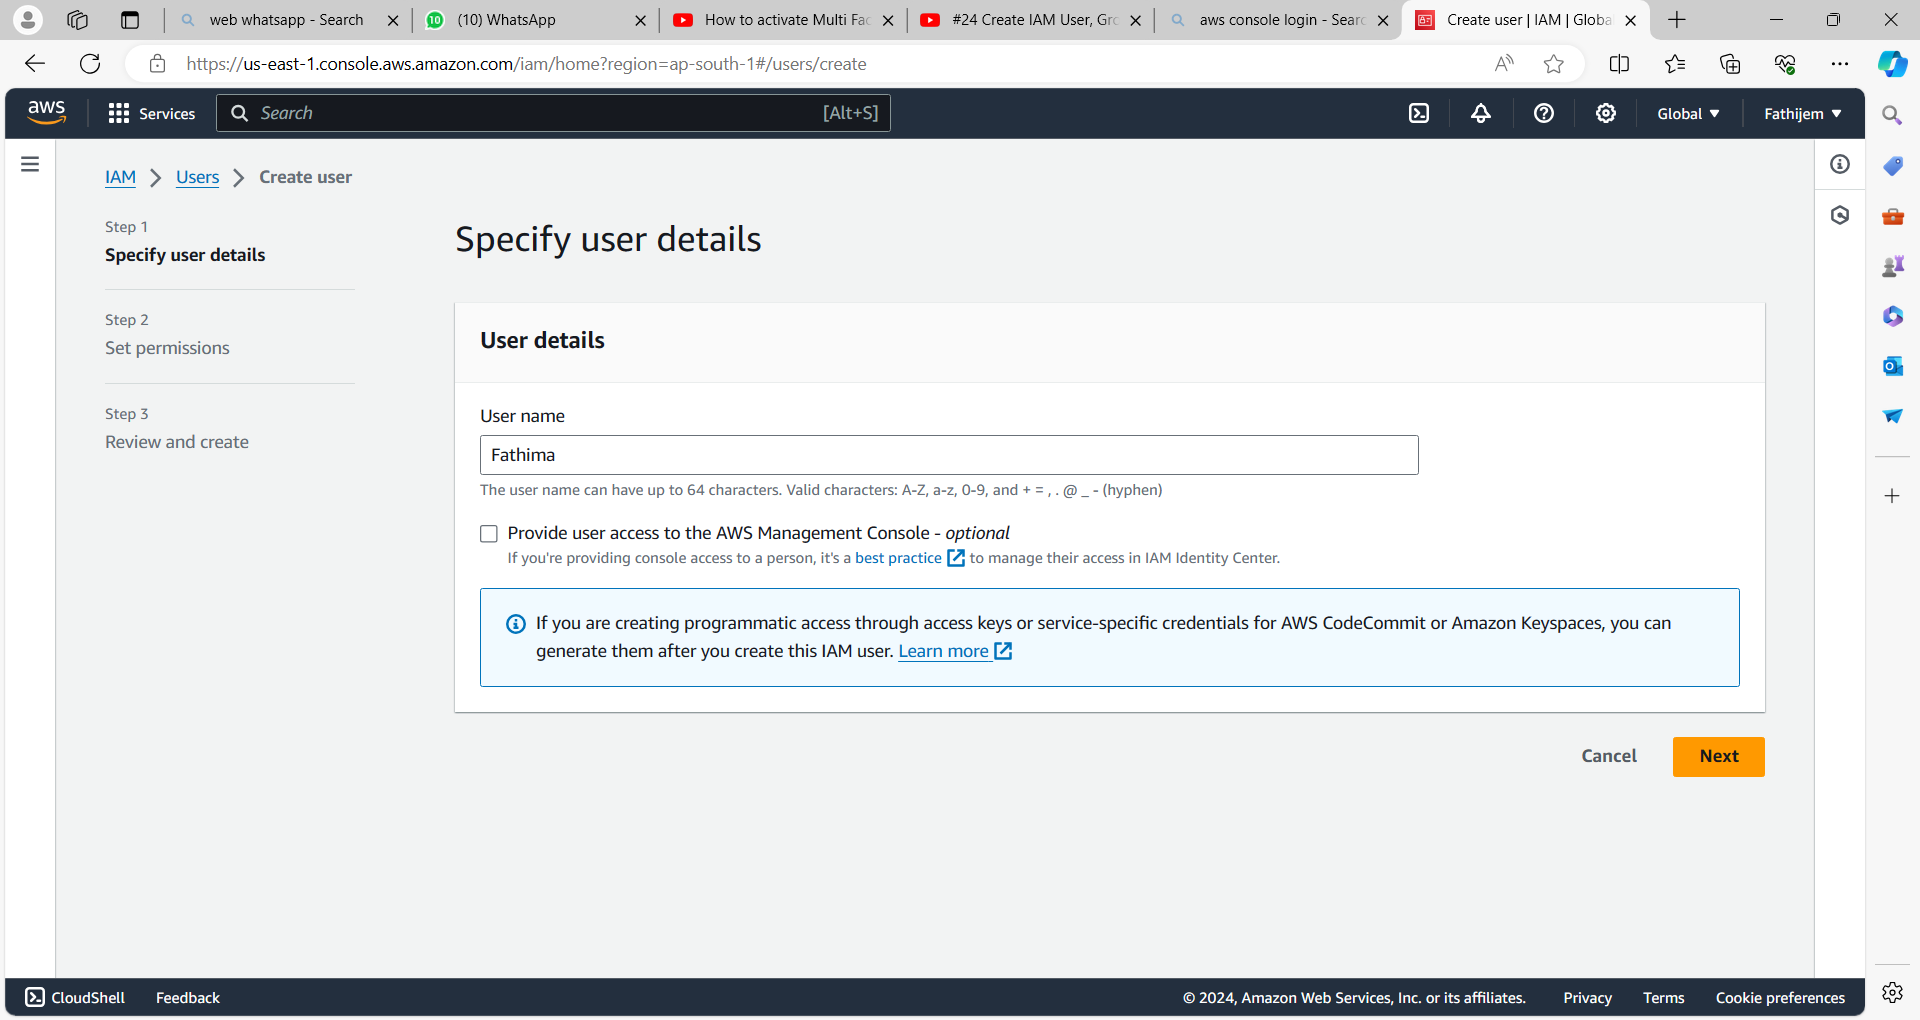 web whatsapp - Search
10
(10) WhatsApp
How to activate Multi Fac
#24 Create IAM User, Gro
aws console login - Searc
Create user | IAM | Global
https://us-east-1.console.aws.amazon.com/iam/home?region=ap-south-1#/users/create
aws
Services
Search
[Alt+S]
Global
Fathijem
IAM
Users
Create user
Step 1
Specify user details
Step 2
Set permissions
Step 3
Review and create
Specify user details
User details
User name
Fathima
The user name can have up to 64 characters. Valid characters: A-Z, a-z, 0-9, and + = , . @ _ - (hyphen)
Provide user access to the AWS Management Console - optional
If you're providing console access to a person, it's a best practice to manage their access in IAM Identity Center.
If you are creating programmatic access through access keys or service-specific credentials for AWS CodeCommit or Amazon Keyspaces, you can
generate them after you create this IAM user. Learn more
Cancel
Next
CloudShell
Feedback
© 2024, Amazon Web Services, Inc. or its affiliates.
Privacy
Terms
Cookie preferences